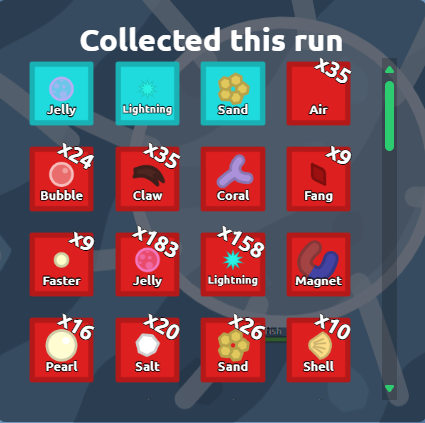 Collected this run
Jelly
Lightning
Sand
x35
Air
x24
Bubble
x35
Claw
Coral
x9
Fang
x9
Faster
x183
Jelly
x158
Lightning
Magnet
x16
Pearl
x20
Salt
x26
Sand
fish
x10
Shell